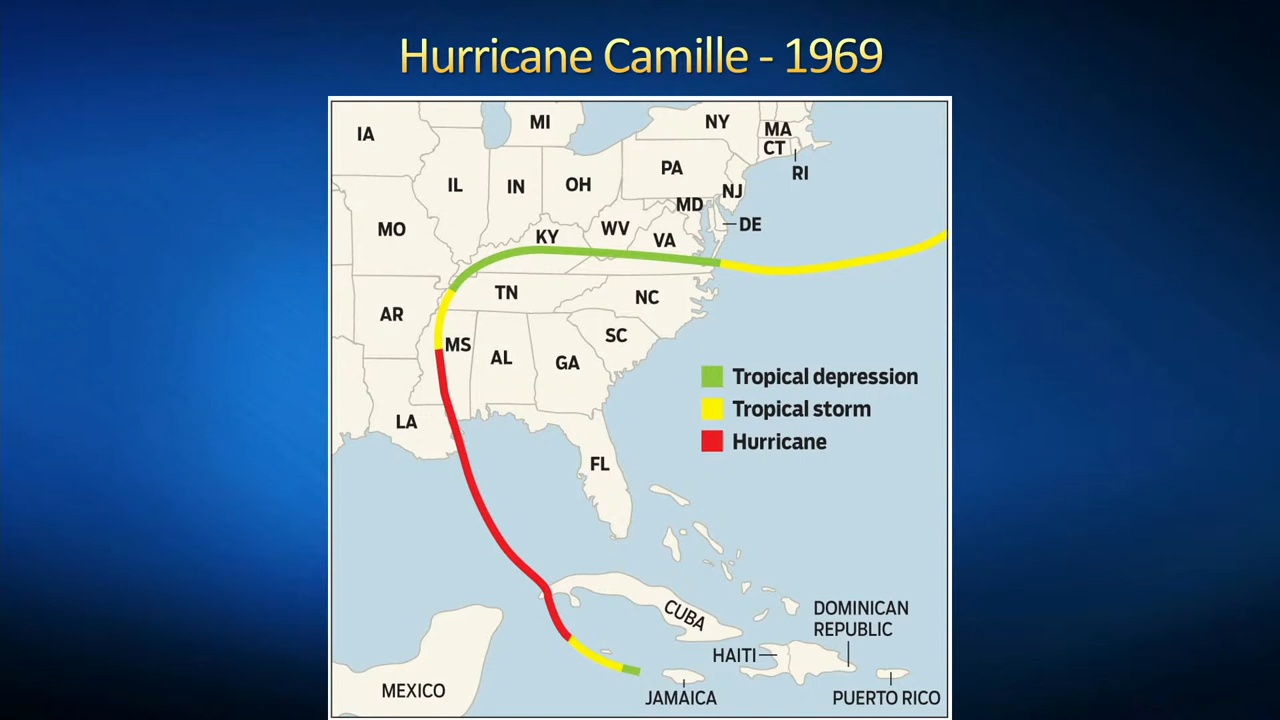 Hurricane Camille - 1969
IA
MI
NY
MA
CT
RI
IL
IN
OH
PA
NJ
MD
DE
MO
KY
WV
VA
TN
NC
AR
MS
AL
GA
SC
LA
FL
Tropical depression
Tropical storm
Hurricane
CUBA
DOMINICAN
REPUBLIC
HAITI
MEXICO
JAMAICA
PUERTO RICO